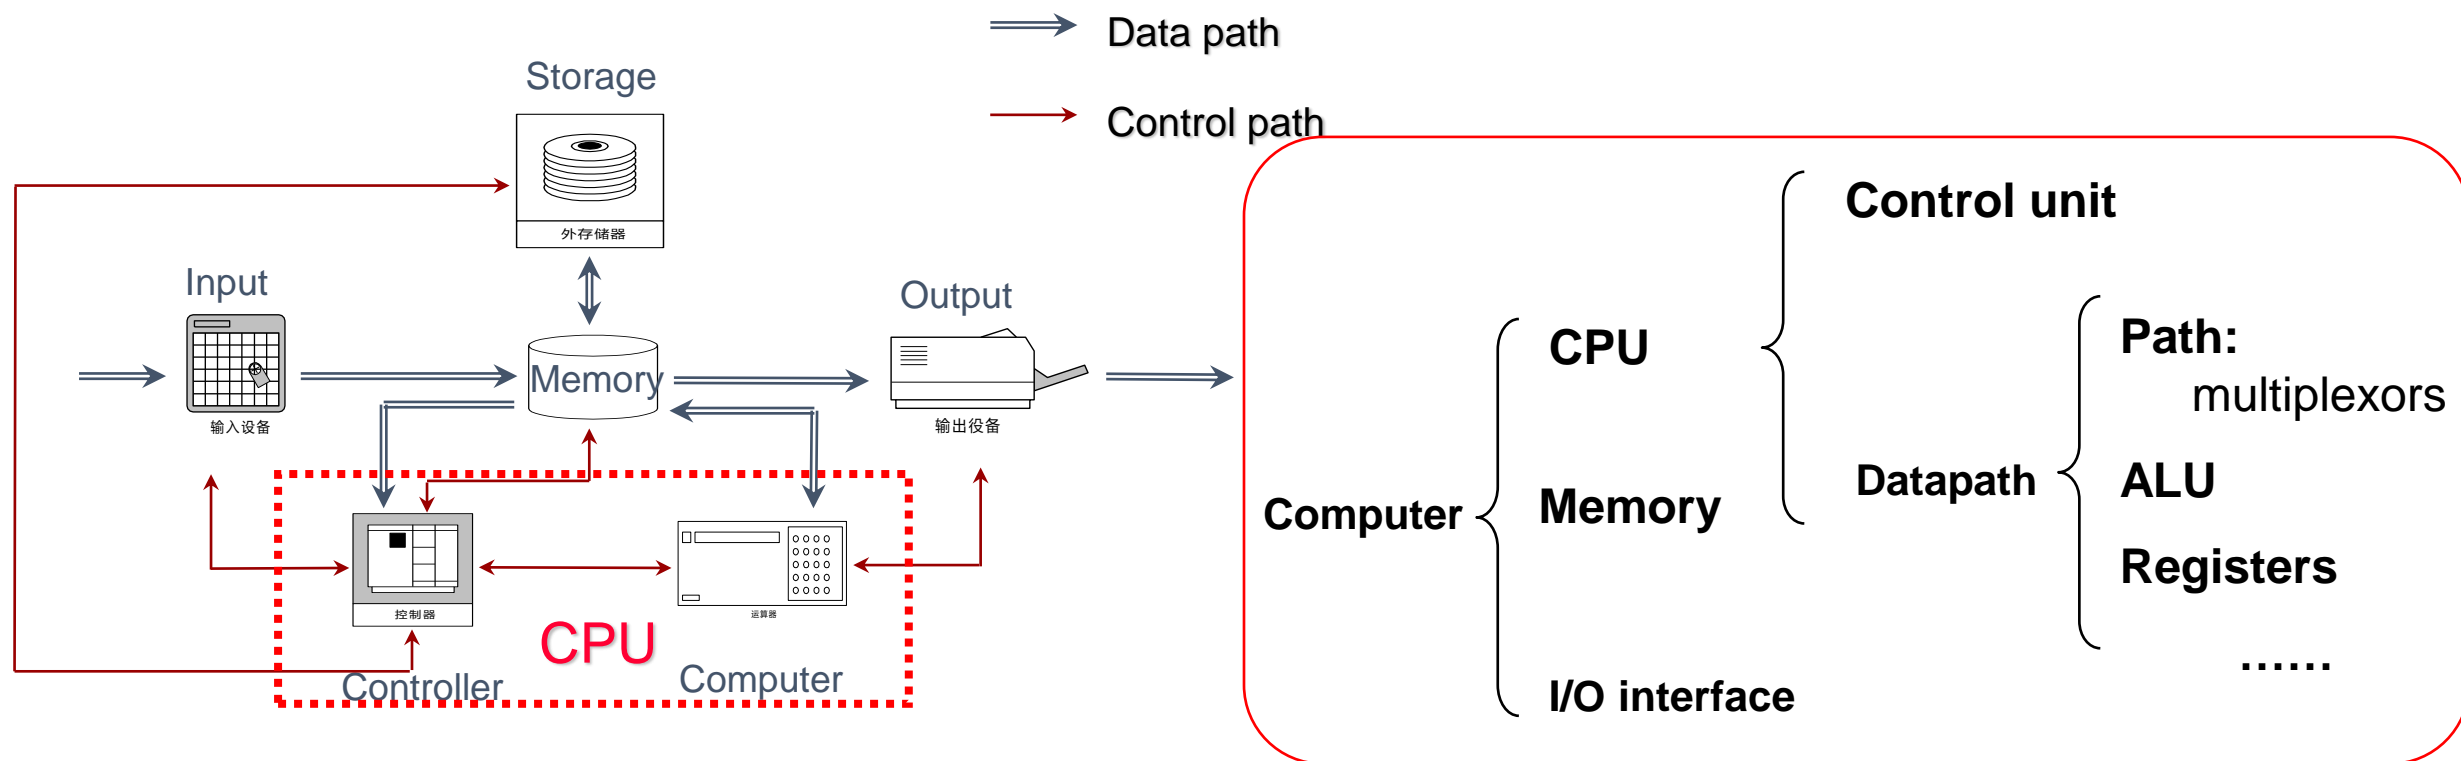 Data path
Control path
Storage
外存储器
Input
输入设备
Memory
Output
输出役备
控制器
运算器
CPU
Controller
Computer
Computer
CPU
Memory
I/O interface
Control unit
Datapath
Path:
multiplexors
ALU
Registers
......